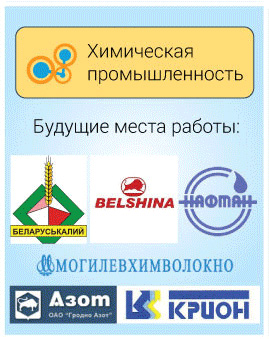 Химическая
промышленность
Будущие места работы:
БЕЛАРУСЬКАЛИЙ
BELSHINA
НАФТАН
МОГИЛЕВХИМВОЛОКНО
Азот
ОАО "Гродно Азот"
КРИОН